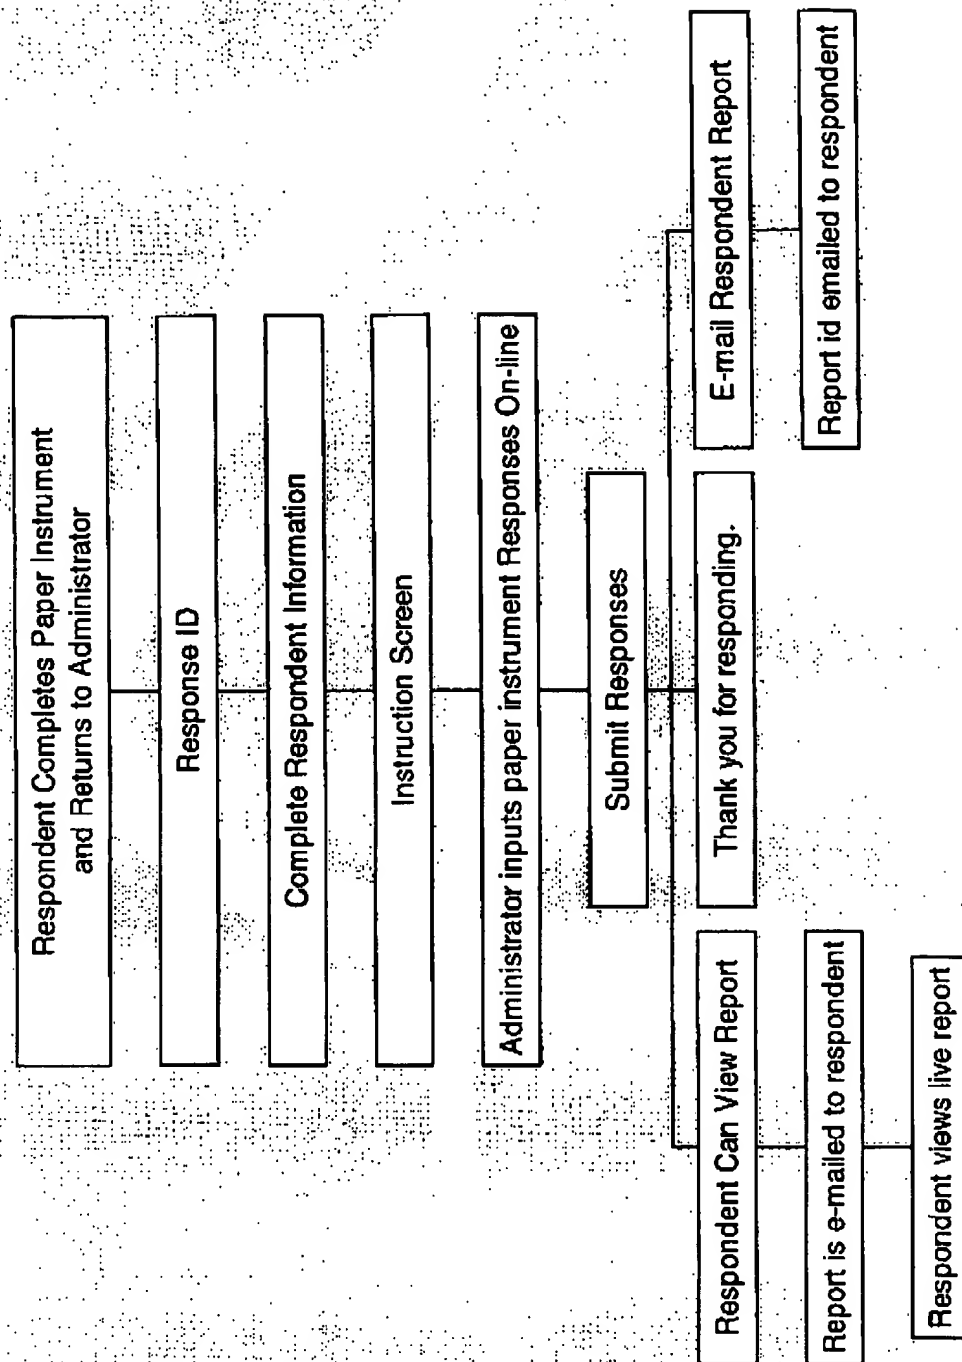 Respondent Completes Paper Instrument
and Returns to Administrator
Response ID
Complete Respondent Information
Instruction Screen
Administrator inputs paper instrument Responses On-line
Submit Responses
Respondent Can View Report
Thank you for responding.
E-mail Respondent Report
Report is e-mailed to respondent
Report id emailed to respondent
Respondent views live report